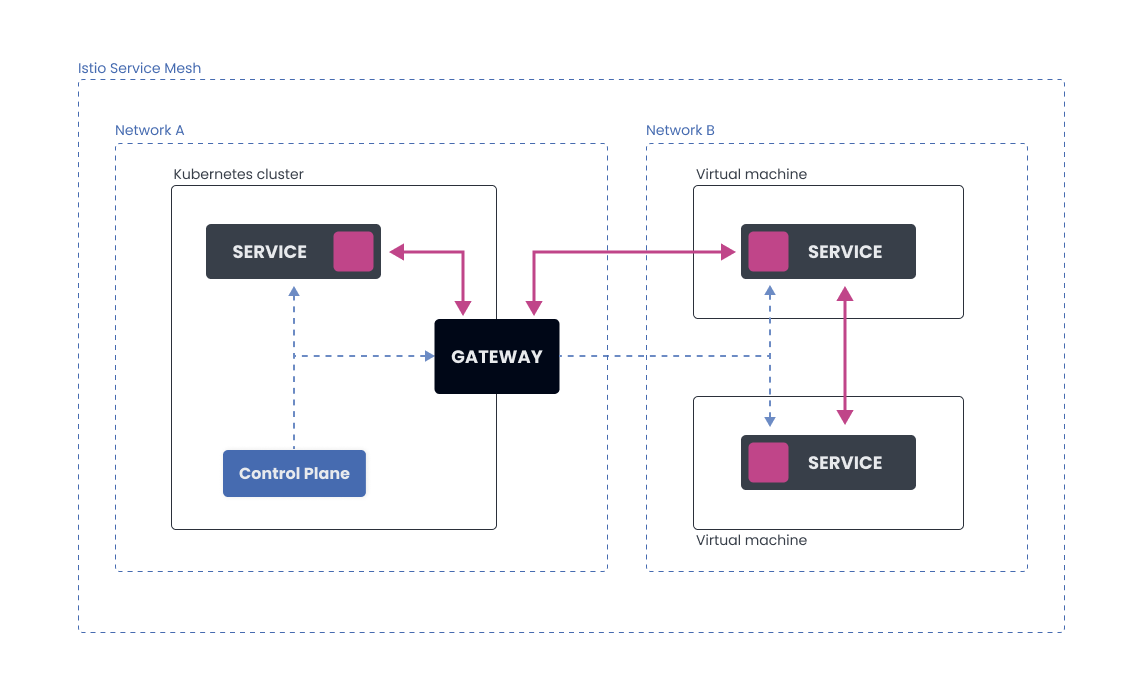 Istio Service Mesh
Network A
Network B
Kubernetes cluster
Virtual machine
SERVICE
SERVICE
GATEWAY
Control Plane
SERVICE
Virtual machine